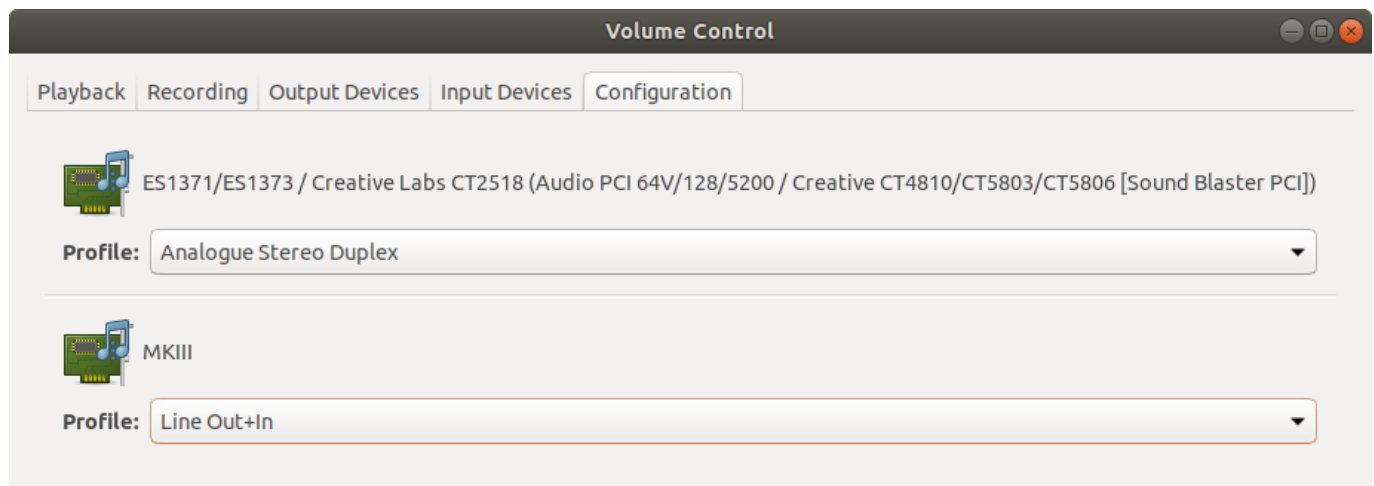 Volume Control
Playback Recording Output Devices Input Devices Configuration
ES1371/ES1373 / Creative Labs CT2518 (Audio PCI 64V/128/5200 / Creative CT4810/CT5803/CT5806 [Sound Blaster PCI])
Profile: Analogue Stereo Duplex
MKIII
Profile: Line Out+In